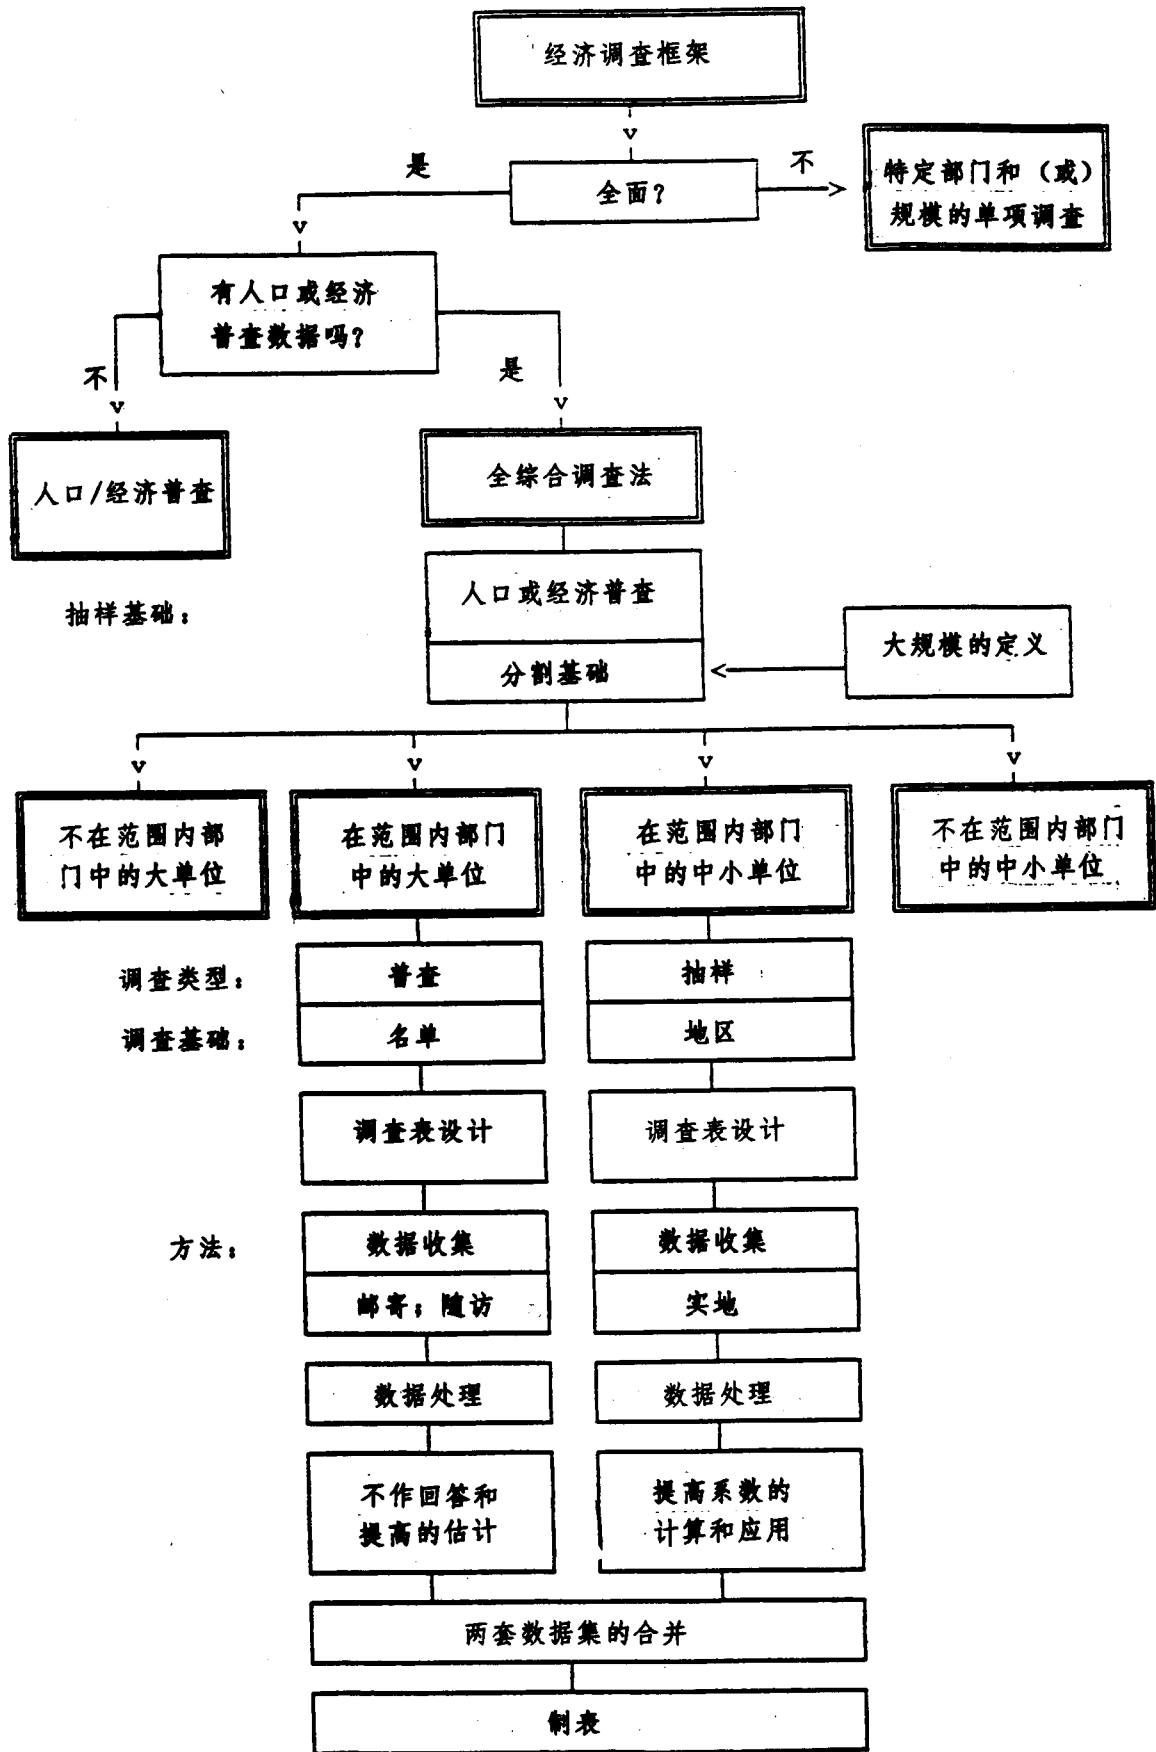 经济调查框架
是
不
全面？
特定部门和（或）
规模的单项调查
有人口或经济
普查数据吗？
不
是
人口/经济普查
全综合调查法
抽样基础：
人口或经济普查
分割基础
大规模的定义
不在范围内部
门中的大单位
在范围内部门
中的大单位
在范围内部门
中的中小单位
不在范围内部门
中的中小单位
调查类型：
普查
抽样
调查基础：
名单
地区
调查表设计
调查表设计
方法：
数据收集
数据收集
邮寄；随访
实地
数据处理
数据处理
不作回答和
提高的估计
提高系数的
计算和应用
两套数据集的合并
制表